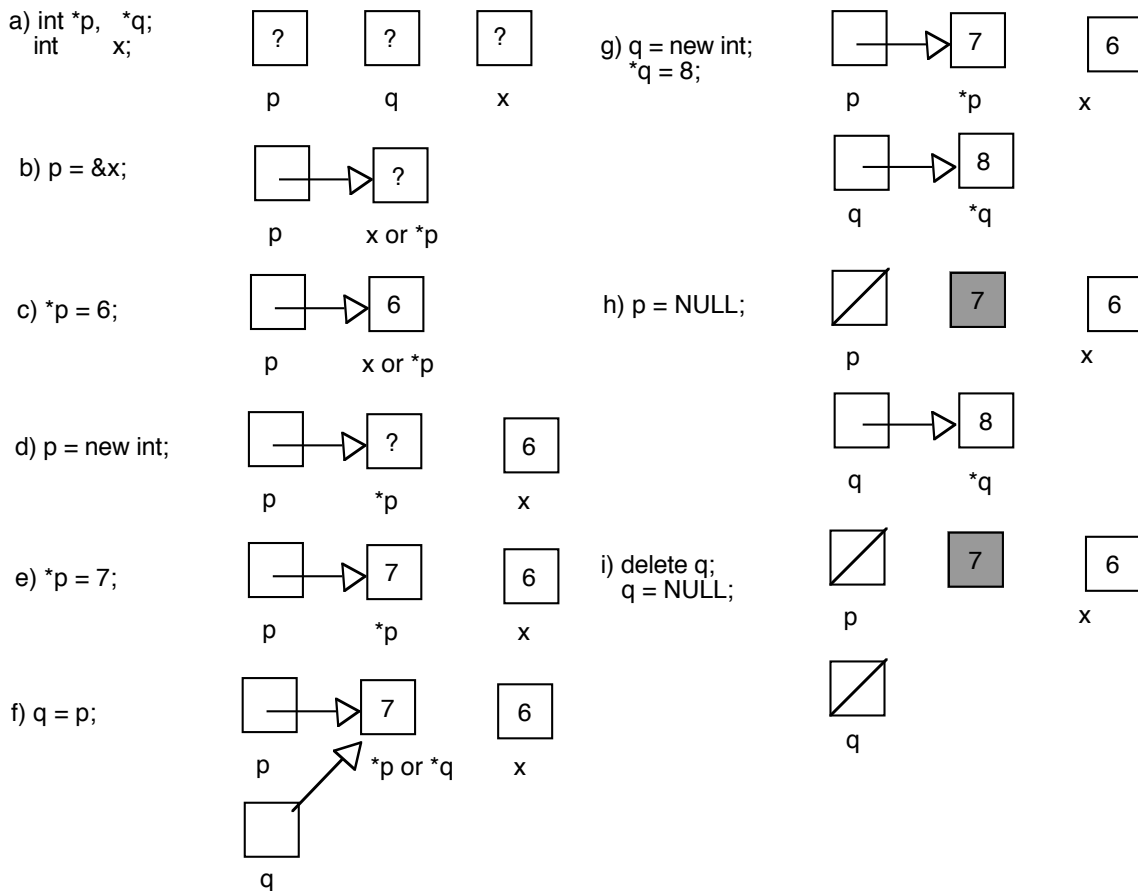 a) int *p, *q;
int x;
? ? ?
p q x
b) p = &x;
?
p x or *p
c) *p = 6;
6
p x or *p
d) p = new int;
? 6
p *p x
e) *p = 7;
7 6
p *p x
f) q = p;
7 6
p *p or *q x
q
g) q = new int;
*q = 8;
7 6
p *p x
8
q *q
h) p = NULL;
7 6
p x
8
q *q
i) delete q;
q = NULL;
7 6
p x
q